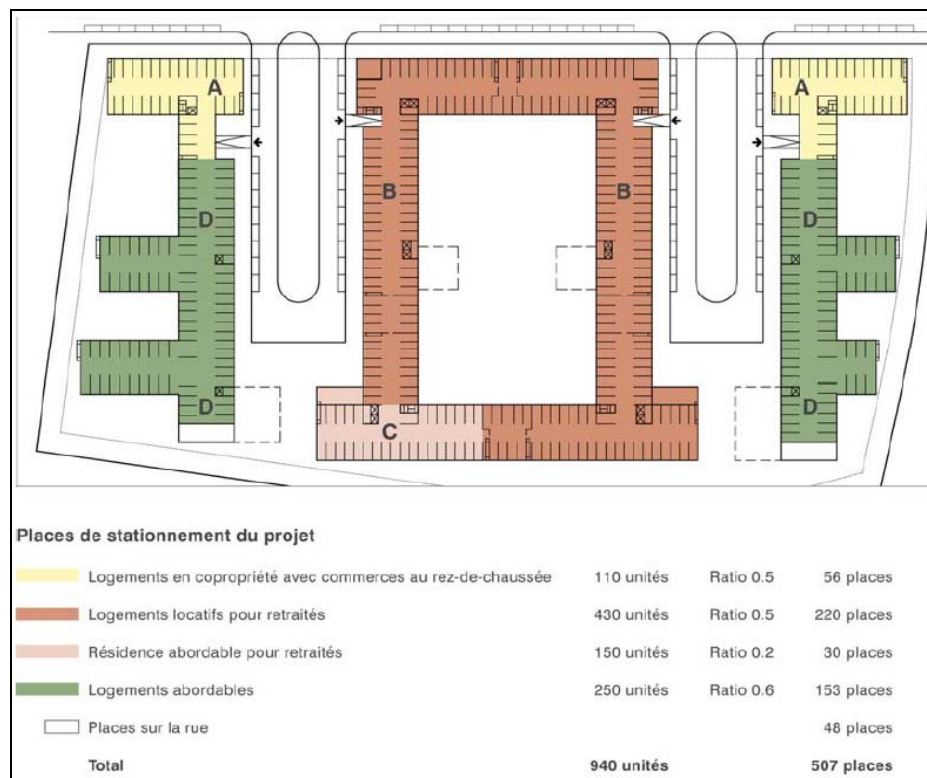 A A
B B
D D
D C D
Places de stationnement du projet
Logements en copropriété avec commerces au rez-de-chaussée 110 unités Ratio 0.5 56 places
Logements locatifs pour retraités 430 unités Ratio 0.5 220 places
Résidence abordable pour retraités 150 unités Ratio 0.2 30 places
Logements abordables 250 unités Ratio 0.6 153 places
Places sur la rue 48 places
Total 940 unités 507 places